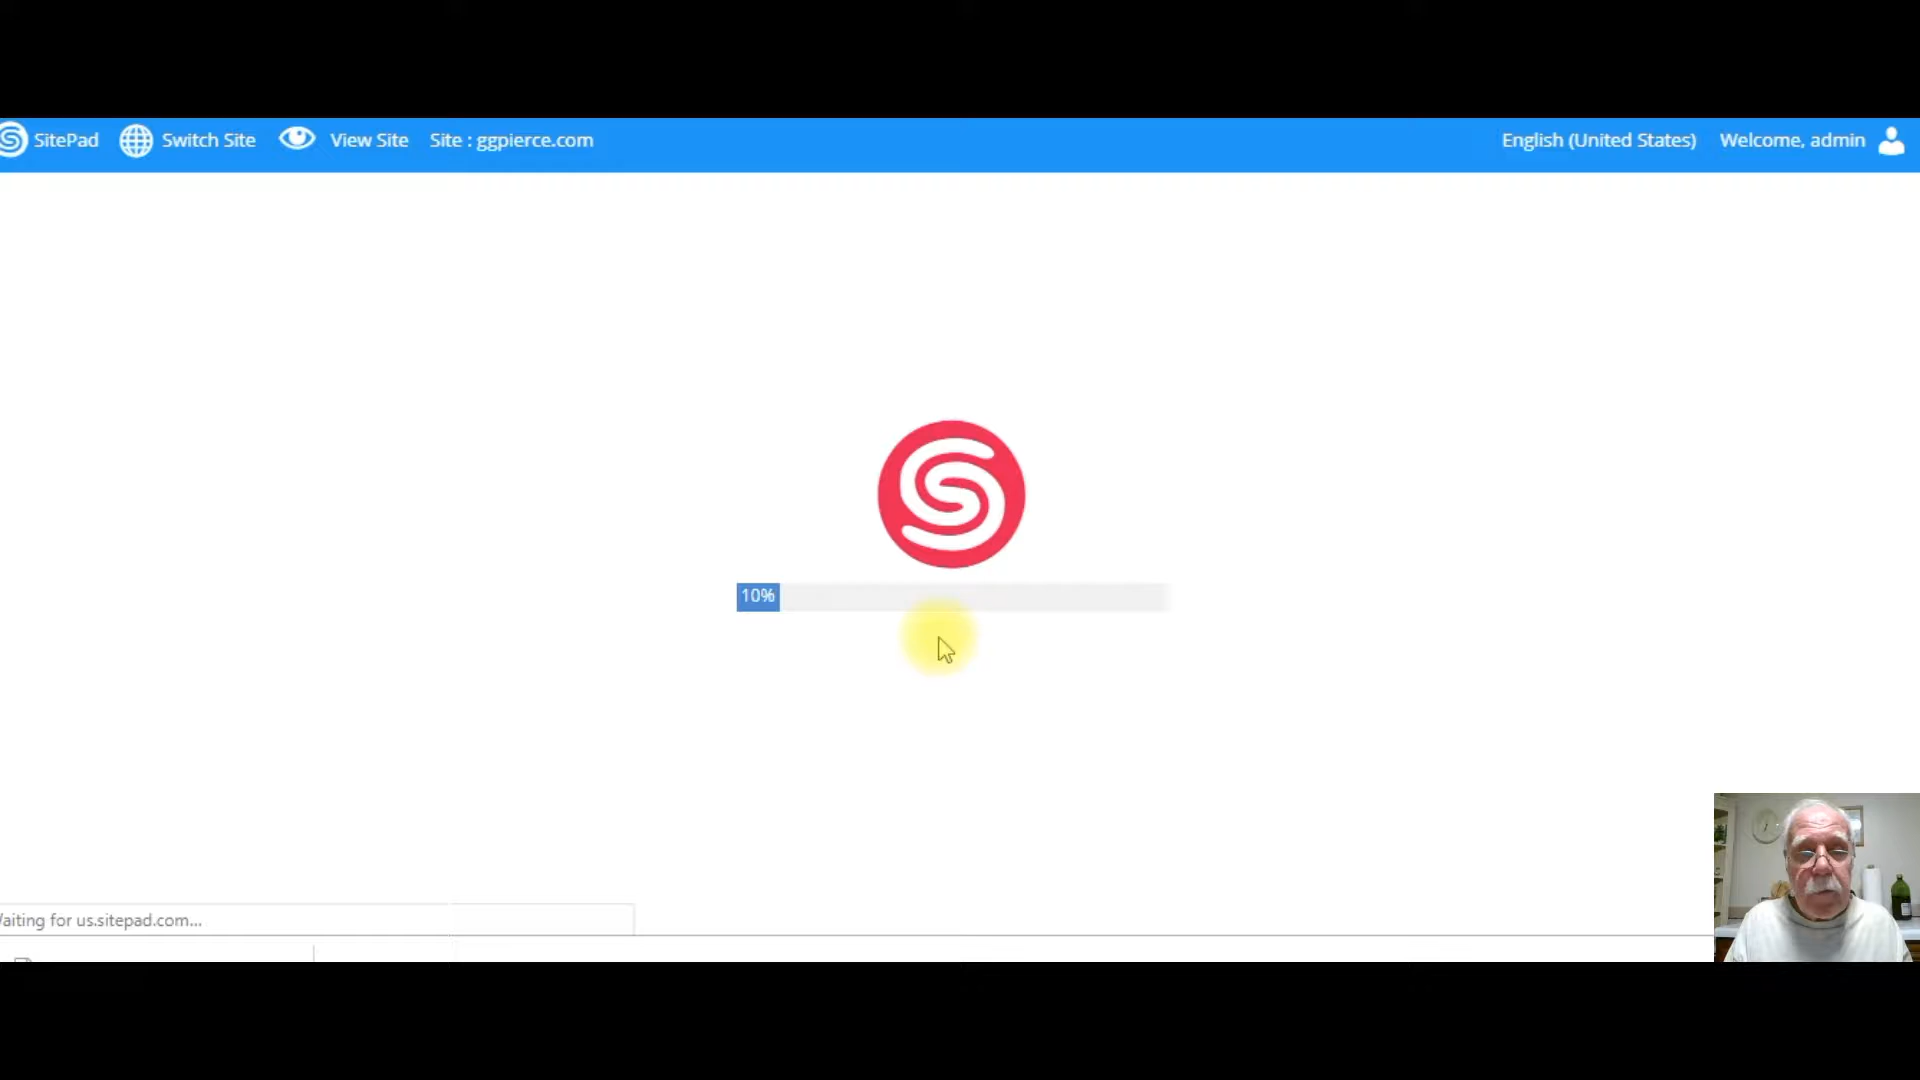 SitePad Switch Site View Site Site : ggpierce.com English (United States) Welcome, admin
10%
aiting for us.sitepad.com...